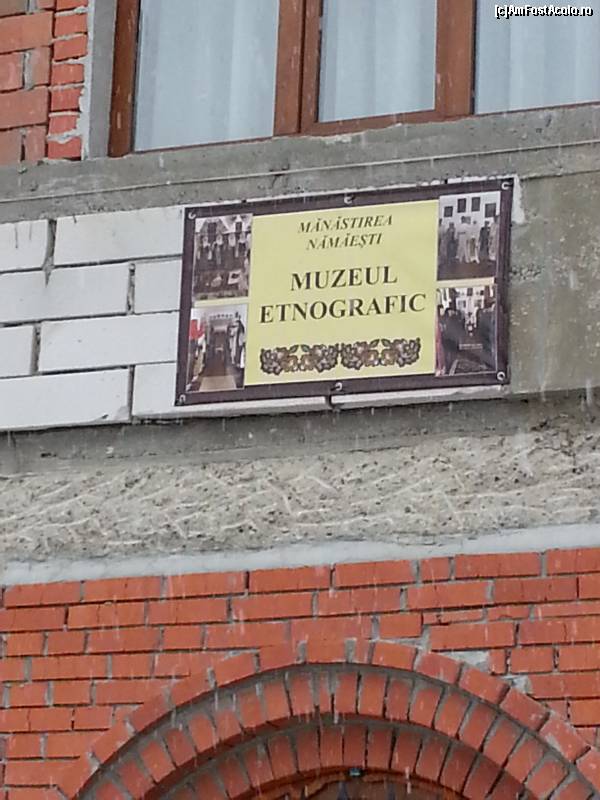 (c)AmFostAcolo.ro
MĂNĂSTIREA
NĂMĂEȘTI
MUZEUL
ETNOGRAFIC